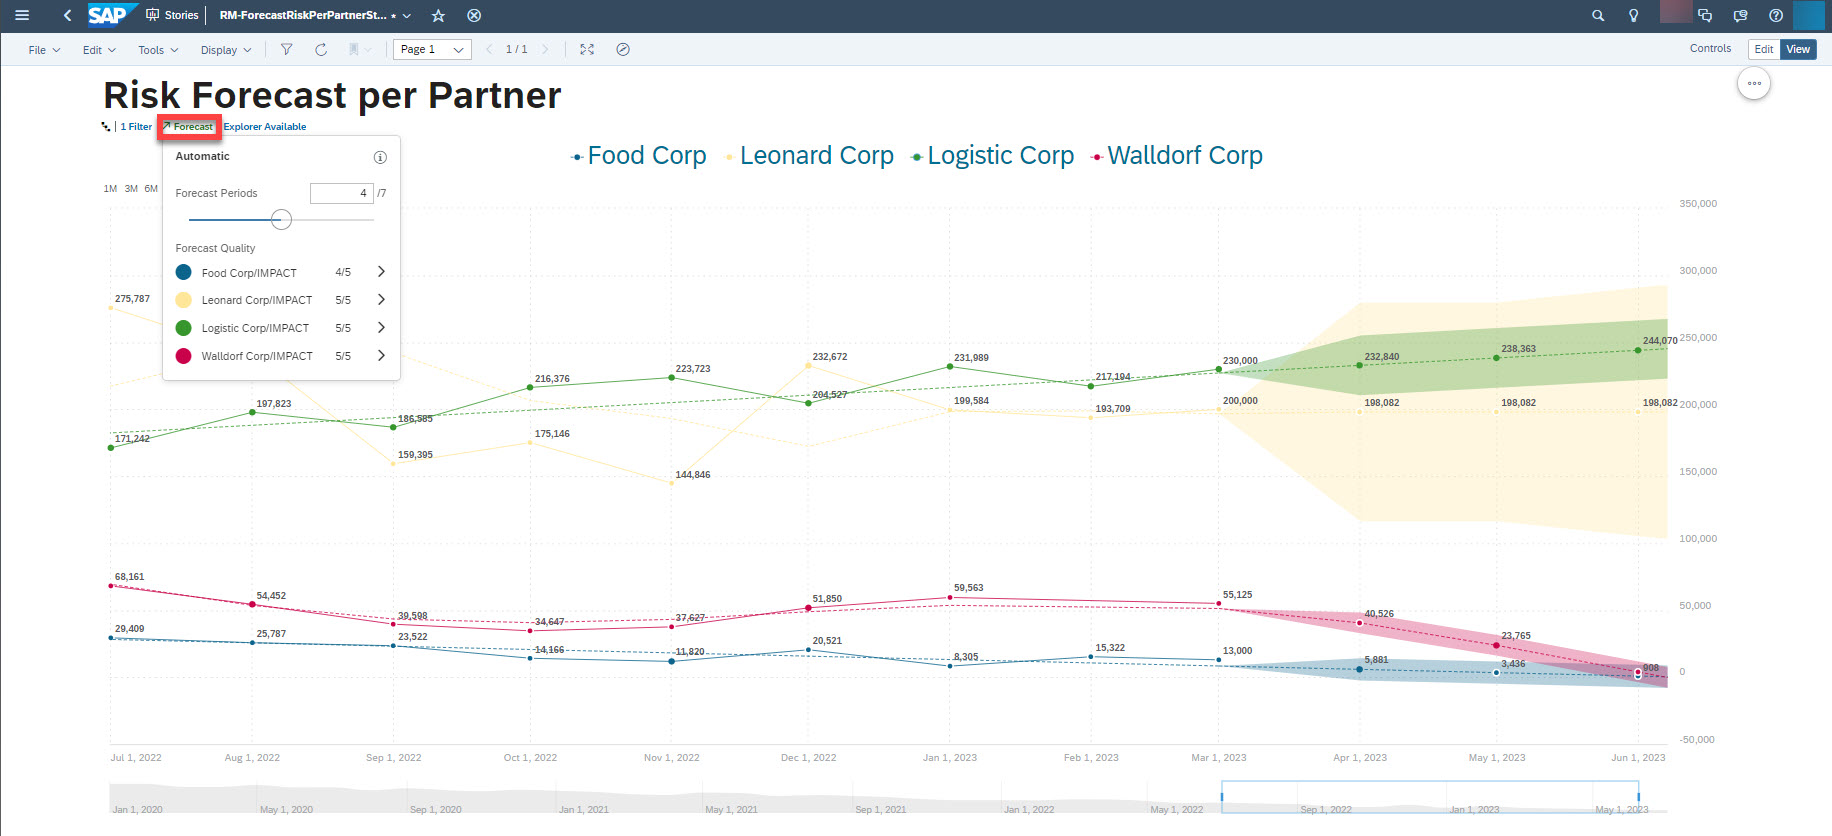 SAP Stories RM-ForecastRiskPerPartnerSt... *
File Edit Tools Display Page 1 1 / 1 Controls Edit View
Risk Forecast per Partner
1 Filter Forecast Explorer Available
Automatic
Food Corp Leonard Corp Logistic Corp Walldorf Corp
1M 3M 6M
Forecast Periods 4 /7
Forecast Quality
Food Corp/IMPACT 4/5
Leonard Corp/IMPACT 5/5
Logistic Corp/IMPACT 5/5
Walldorf Corp/IMPACT 5/5
350,000
300,000
250,000
200,000
150,000
100,000
50,000
0
-50,000
275,787 159,395 175,146 144,846 232,672 199,584 193,709 200,000 198,082 198,082 198,082
171,242 197,823 186,585 216,376 223,723 204,527 231,989 217,194 230,000 232,840 238,363 244,070
68,161 54,452 39,598 34,647 37,627 51,850 59,563 55,125 40,526 23,765
29,409 25,787 23,522 14,166 11,820 20,521 8,305 15,322 13,000 5,881 3,436 908
Jul 1, 2022 Aug 1, 2022 Sep 1, 2022 Oct 1, 2022 Nov 1, 2022 Dec 1, 2022 Jan 1, 2023 Feb 1, 2023 Mar 1, 2023 Apr 1, 2023 May 1, 2023 Jun 1, 2023
Jan 1, 2020 May 1, 2020 Sep 1, 2020 Jan 1, 2021 May 1, 2021 Sep 1, 2021 Jan 1, 2022 May 1, 2022 Sep 1, 2022 Jan 1, 2023 May 1, 2023